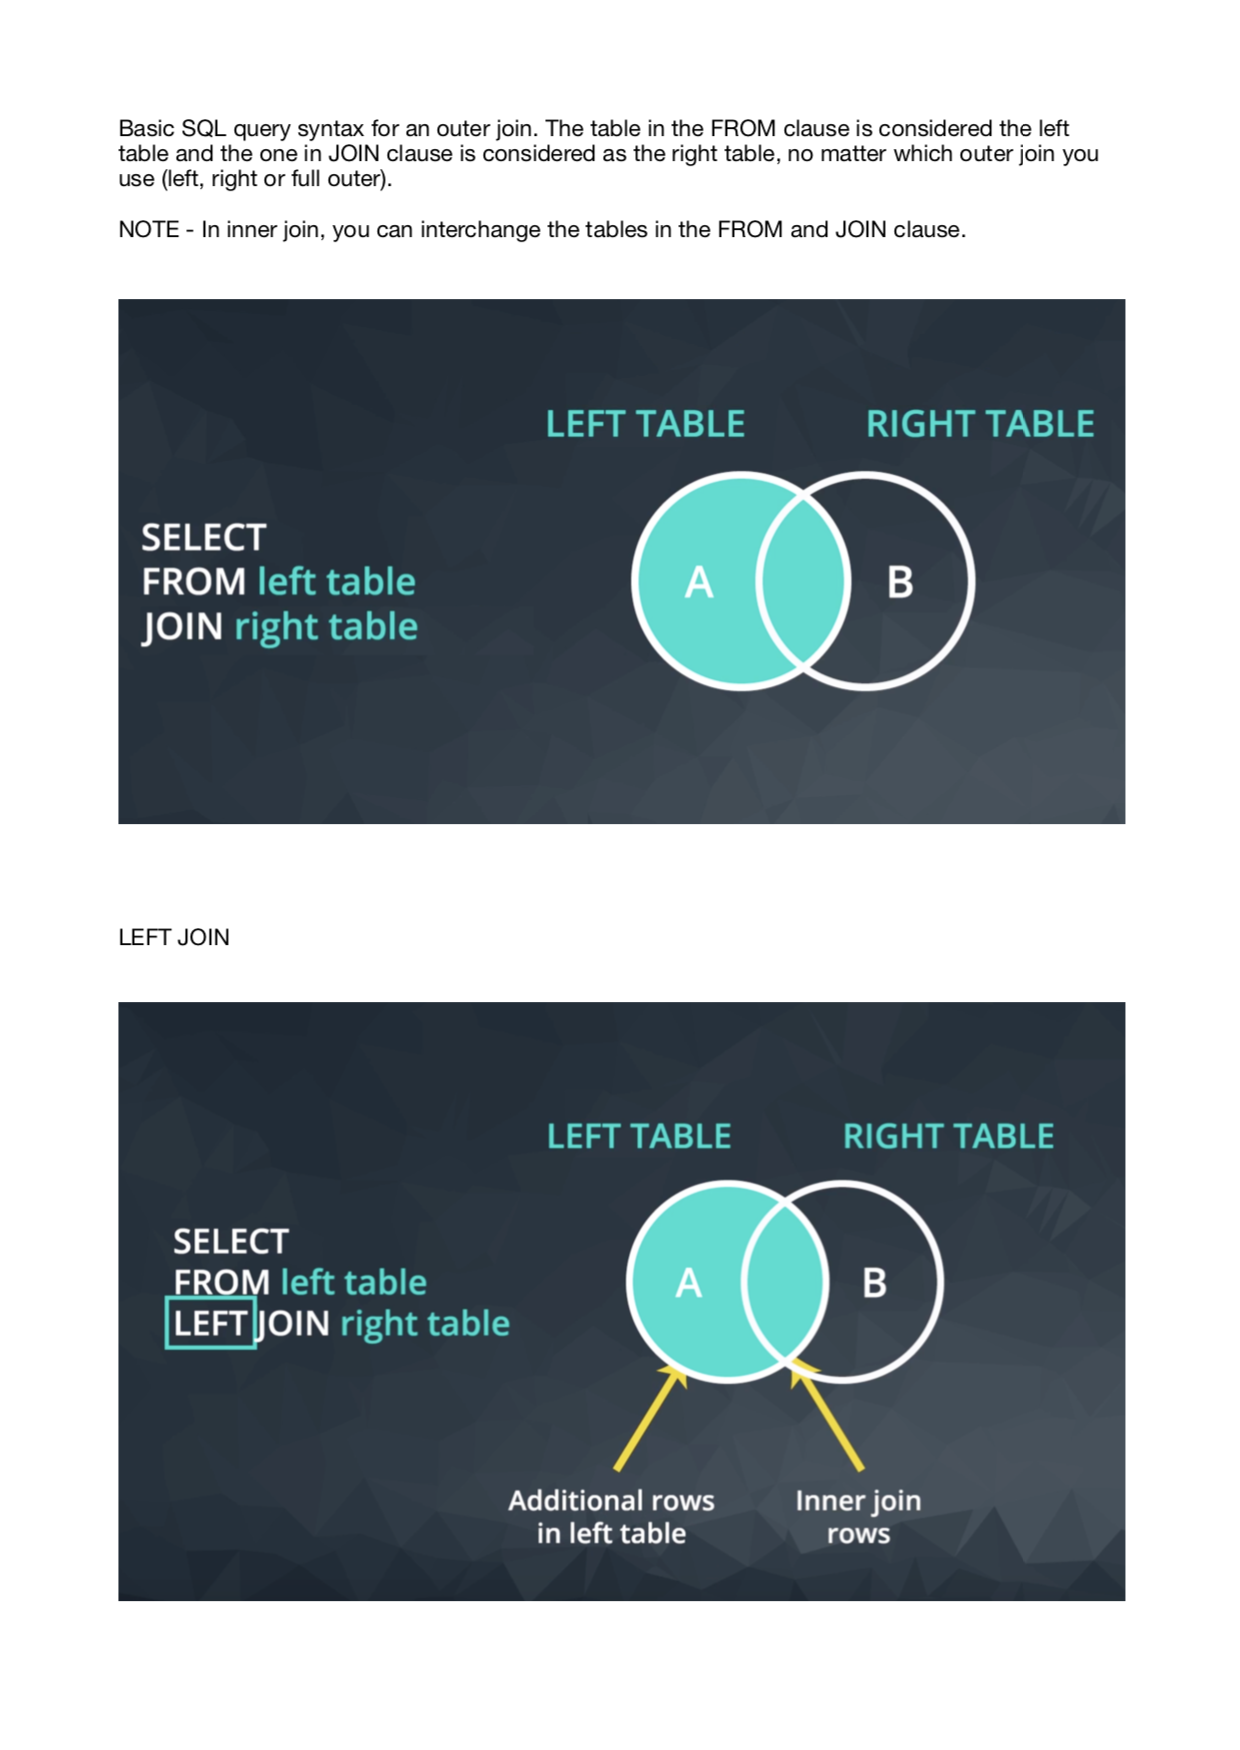 Basic SQL query syntax for an outer join. The table in the FROM clause is considered the left
table and the one in JOIN clause is considered as the right table, no matter which outer join you
use (left, right or full outer).
NOTE - In inner join, you can interchange the tables in the FROM and JOIN clause.
LEFT TABLE RIGHT TABLE
SELECT
FROM left table
JOIN right table
A B
LEFT JOIN
LEFT TABLE RIGHT TABLE
SELECT
FROM left table
LEFT JOIN right table
A B
Additional rows
in left table
Inner join
rows